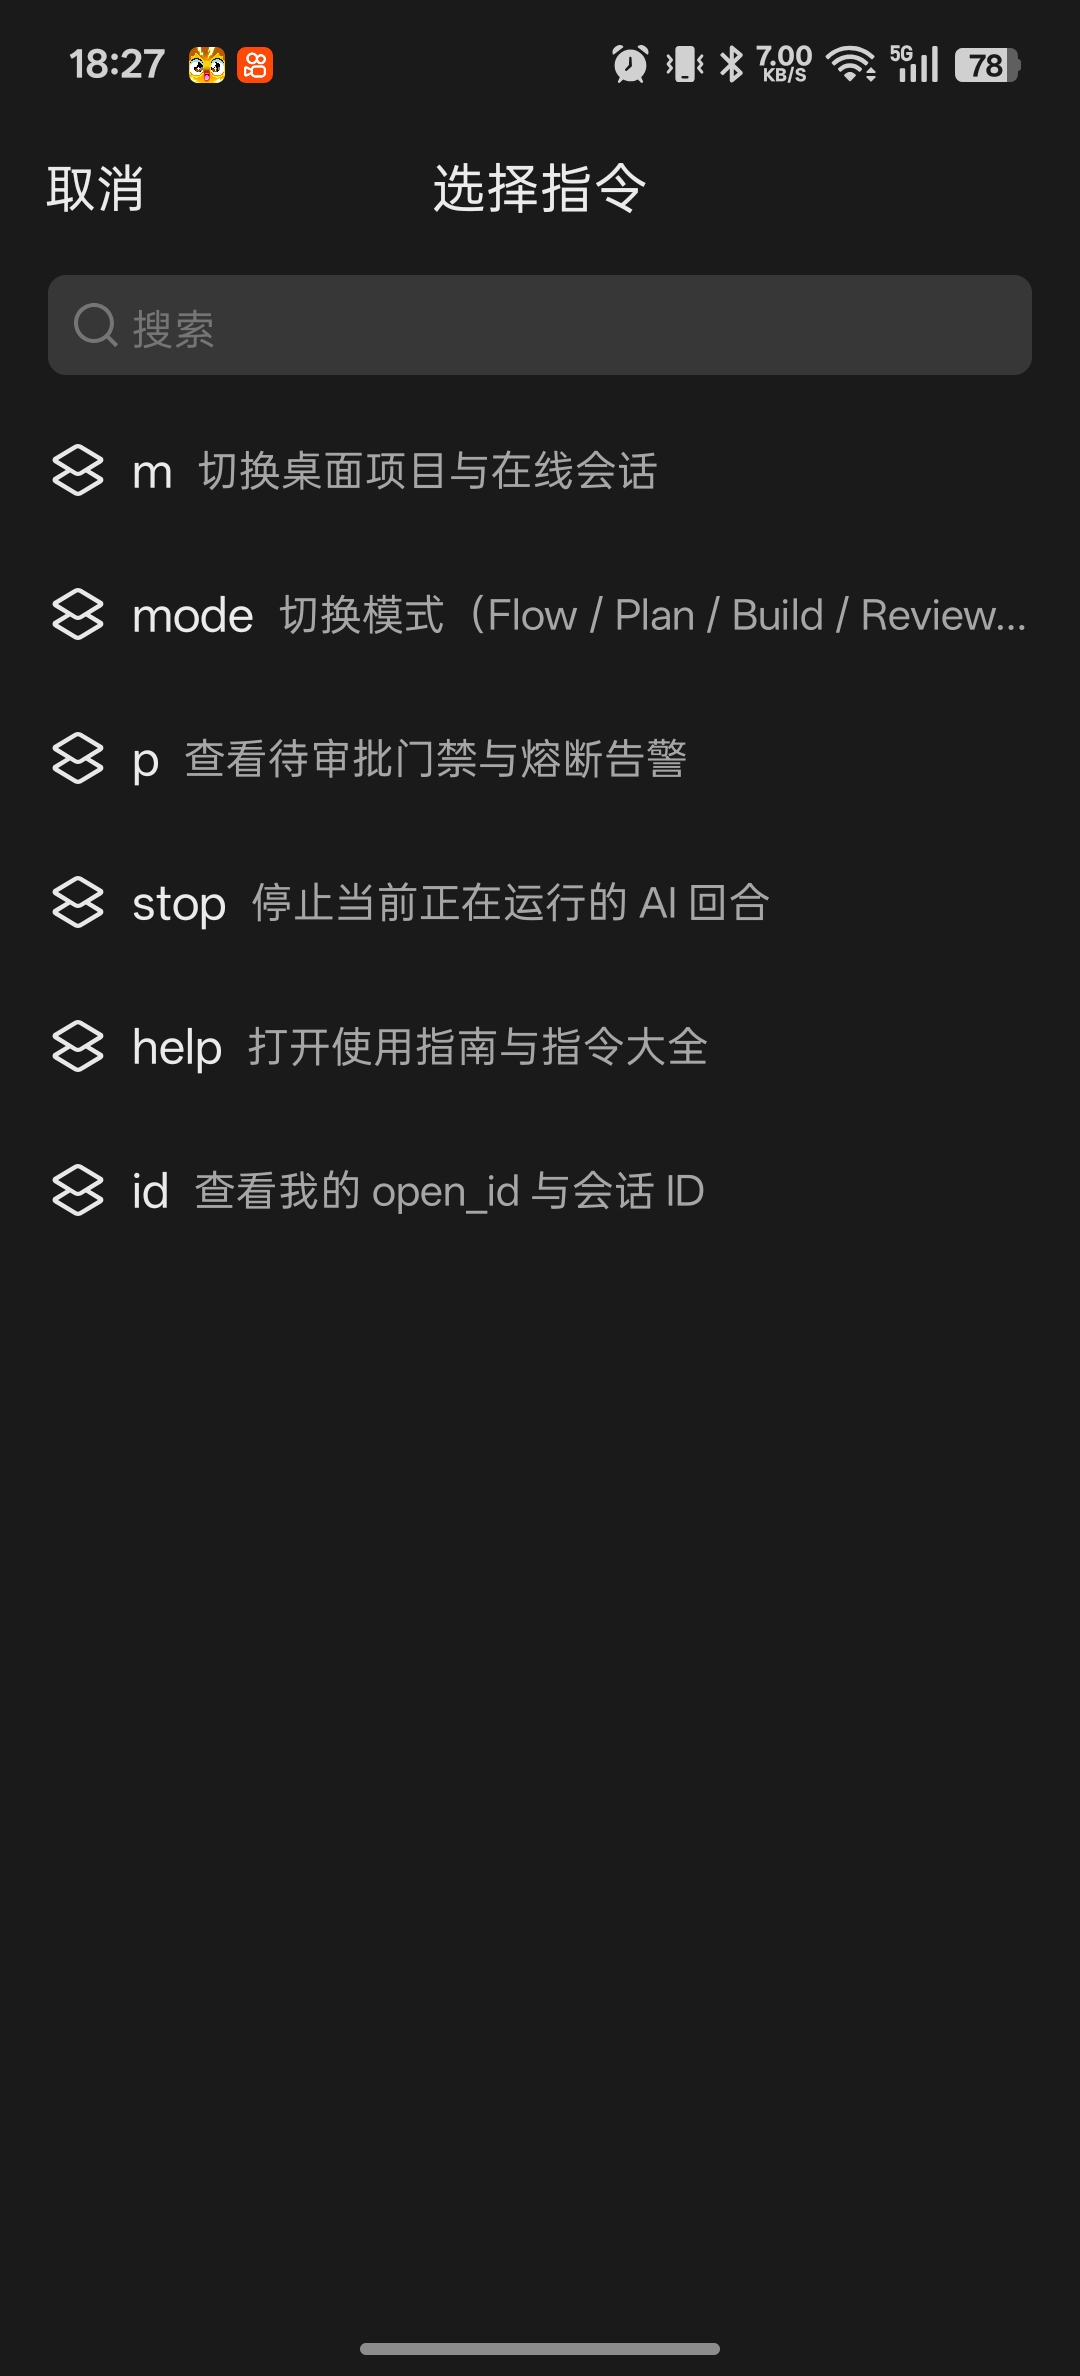 18:27 7.00 KB/S 5G 78
取消 选择指令
搜索
m 切换桌面项目与在线会话
mode 切换模式（Flow / Plan / Build / Review...
p 查看待审批门禁与熔断告警
stop 停止当前正在运行的 AI 回合
help 打开使用指南与指令大全
id 查看我的 open_id 与会话 ID